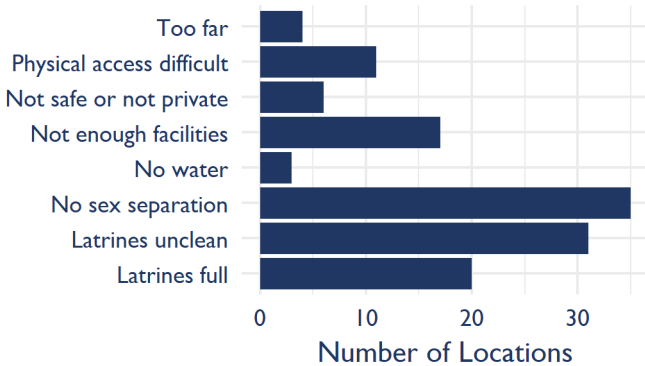 Too far
Physical access difficult
Not safe or not private
Not enough facilities
No water
No sex separation
Latrines unclean
Latrines full
0 10 20 30
Number of Locations